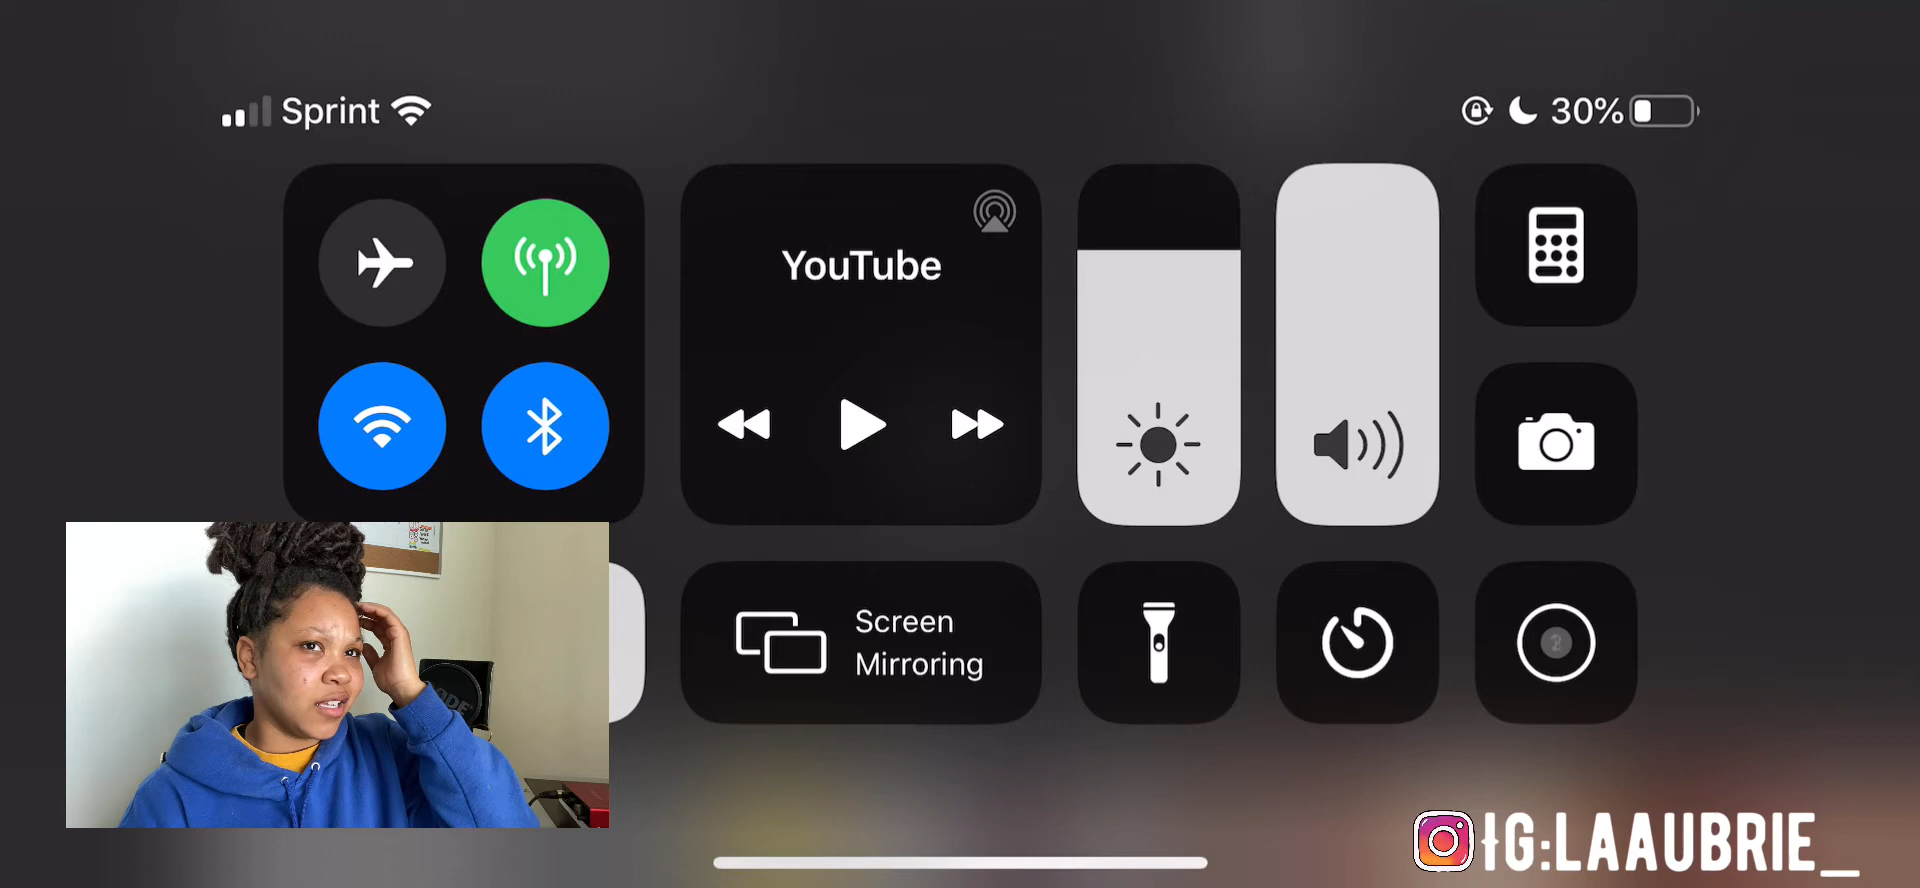 Sprint
30%
YouTube
Screen
Mirroring
IG:LAAUBRIE_